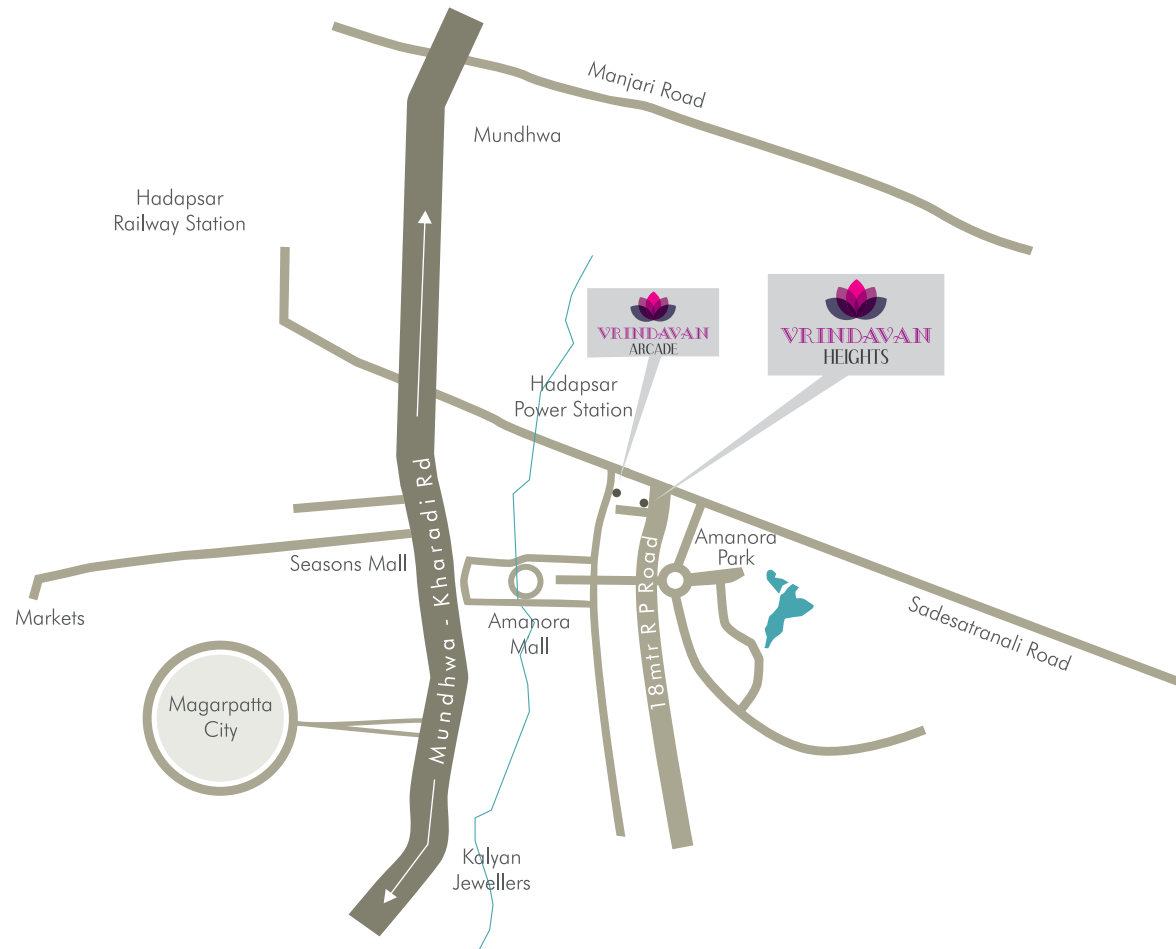 Manjari Road
Mundhwa
Hadapsar
Railway Station
VRINDAVAN
ARCADE
VRINDAVAN
HEIGHTS
Hadapsar
Power Station
Mundhwa - Kharadi Rd
Seasons Mall
Amanora
Park
Markets
Amanora
Mall
18mtr R P Road
Sadesatranali Road
Magarpatta
City
Kalyan
Jewellers